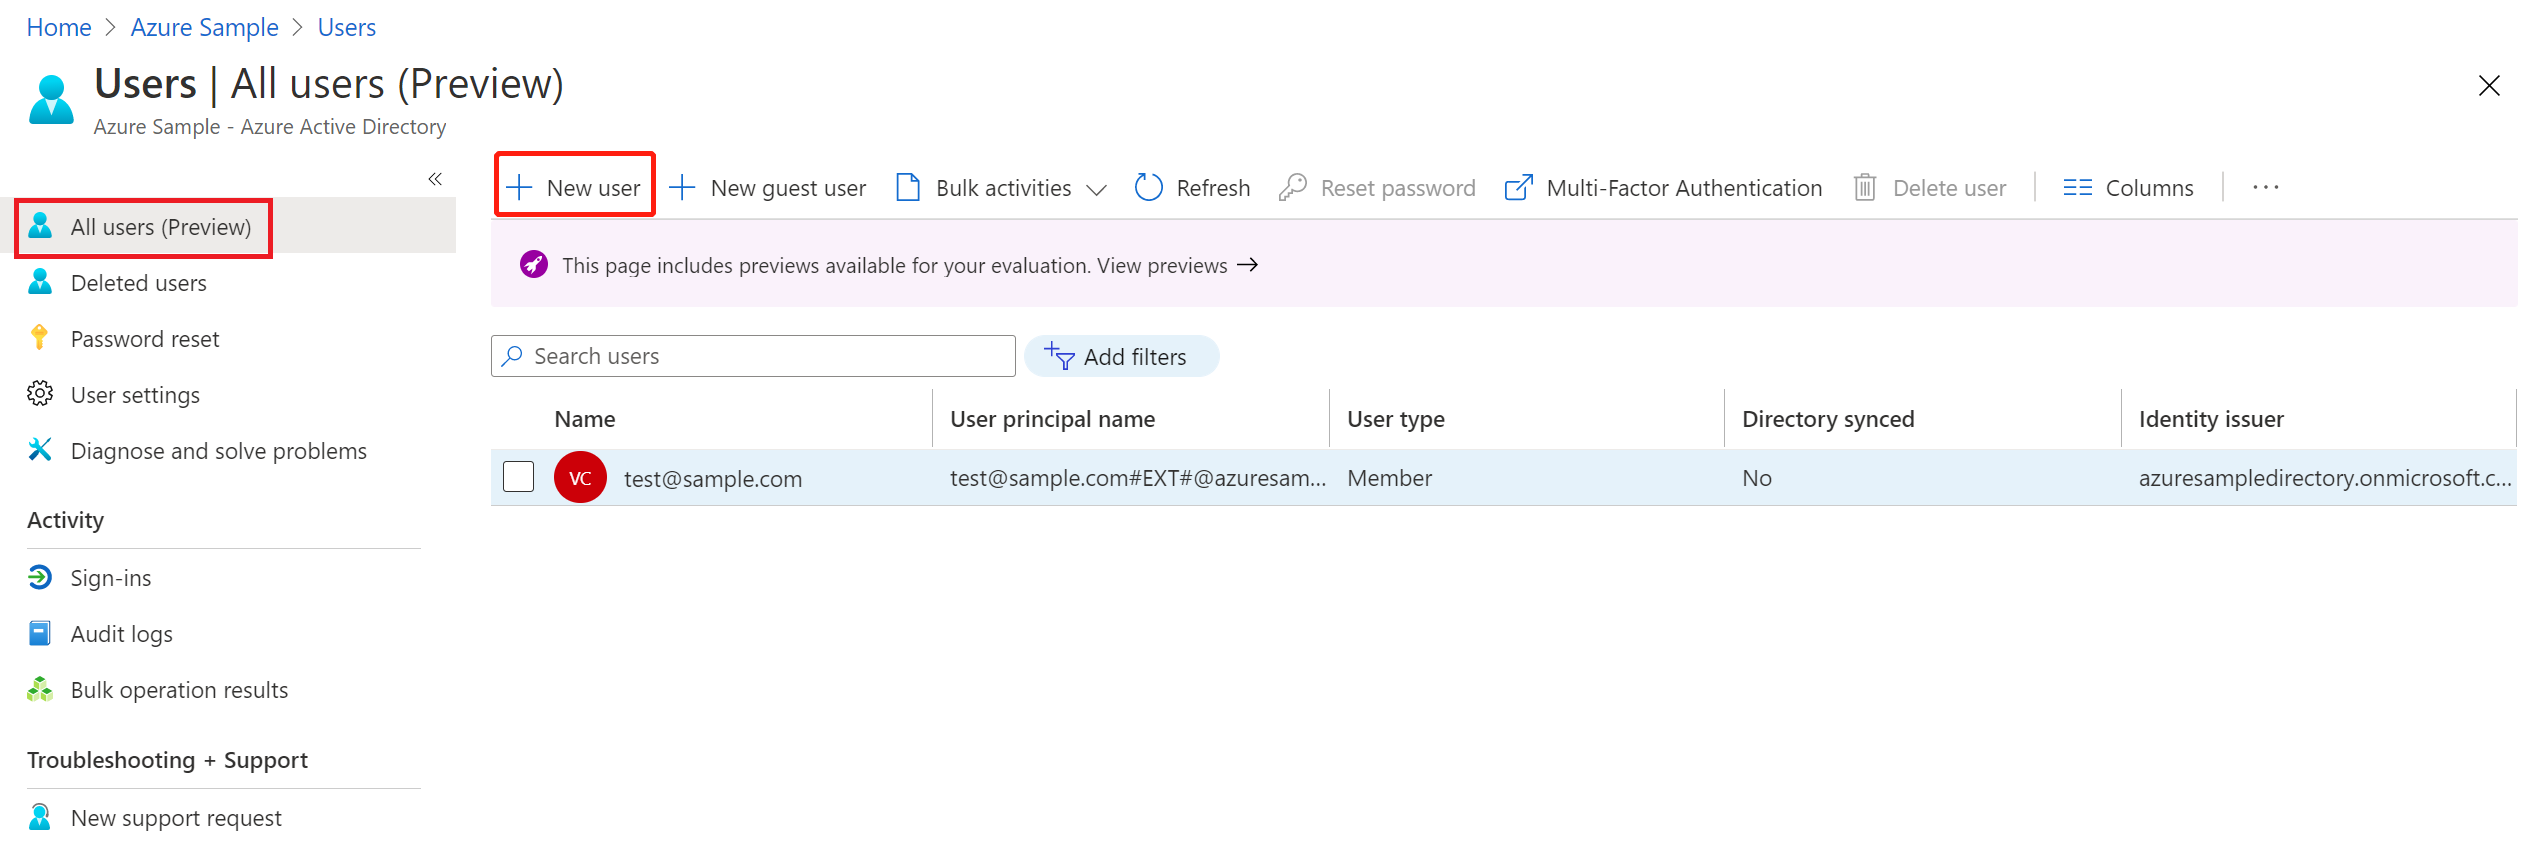 Home > Azure Sample > Users
Users | All users (Preview)
Azure Sample - Azure Active Directory
«
All users (Preview)
Deleted users
Password reset
User settings
Diagnose and solve problems
Activity
Sign-ins
Audit logs
Bulk operation results
Troubleshooting + Support
New support request
New user
New guest user
Bulk activities
Refresh
Reset password
Multi-Factor Authentication
Delete user
Columns
...
This page includes previews available for your evaluation. View previews →
Search users
Add filters
Name User principal name User type Directory synced Identity issuer
VC test@sample.com test@sample.com#EXT#@azuresam... Member No azuresampledirectory.onmicrosoft.c...